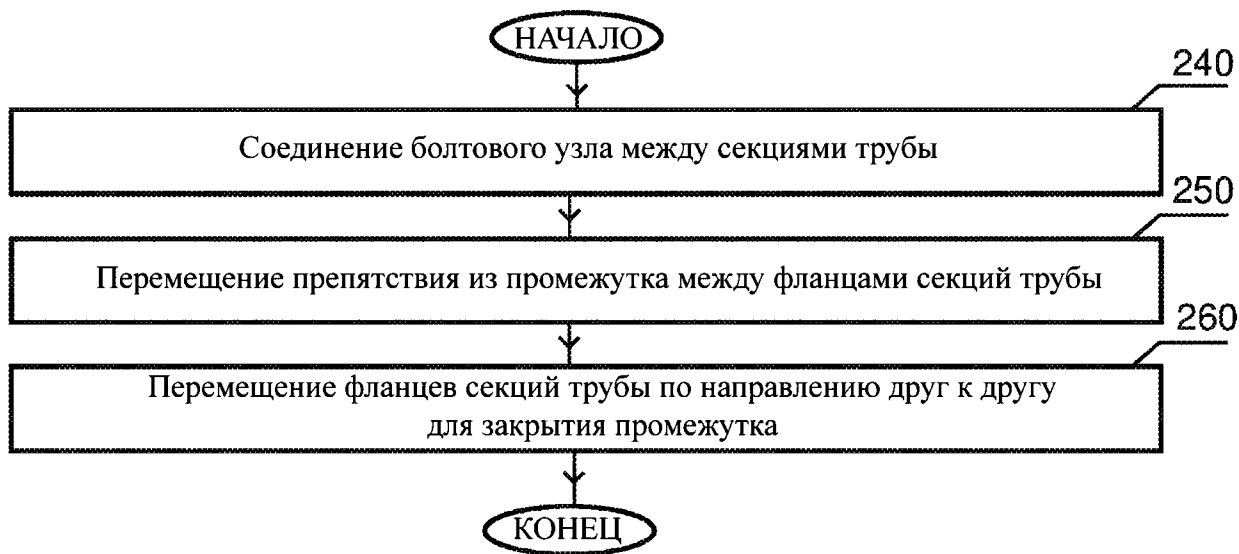 НАЧАЛО
240
Соединение болтового узла между секциями трубы
250
Перемещение препятствия из промежутка между фланцами секций трубы
260
Перемещение фланцев секций трубы по направлению друг к другу
для закрытия промежутка
КОНЕЦ